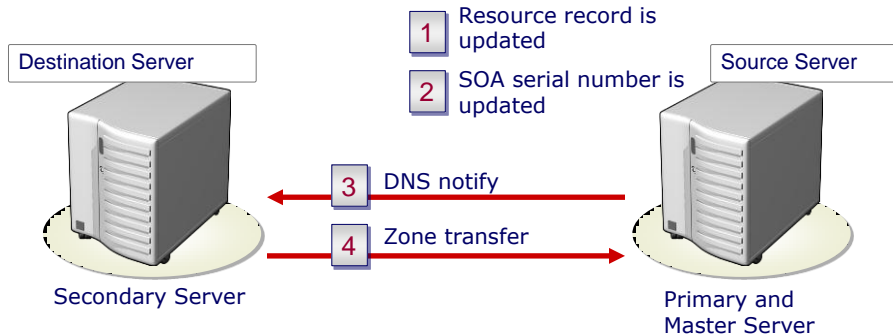 1 Resource record is
updated
Destination Server
Source Server
2 SOA serial number is
updated
3 DNS notify
4 Zone transfer
Secondary Server
Primary and
Master Server